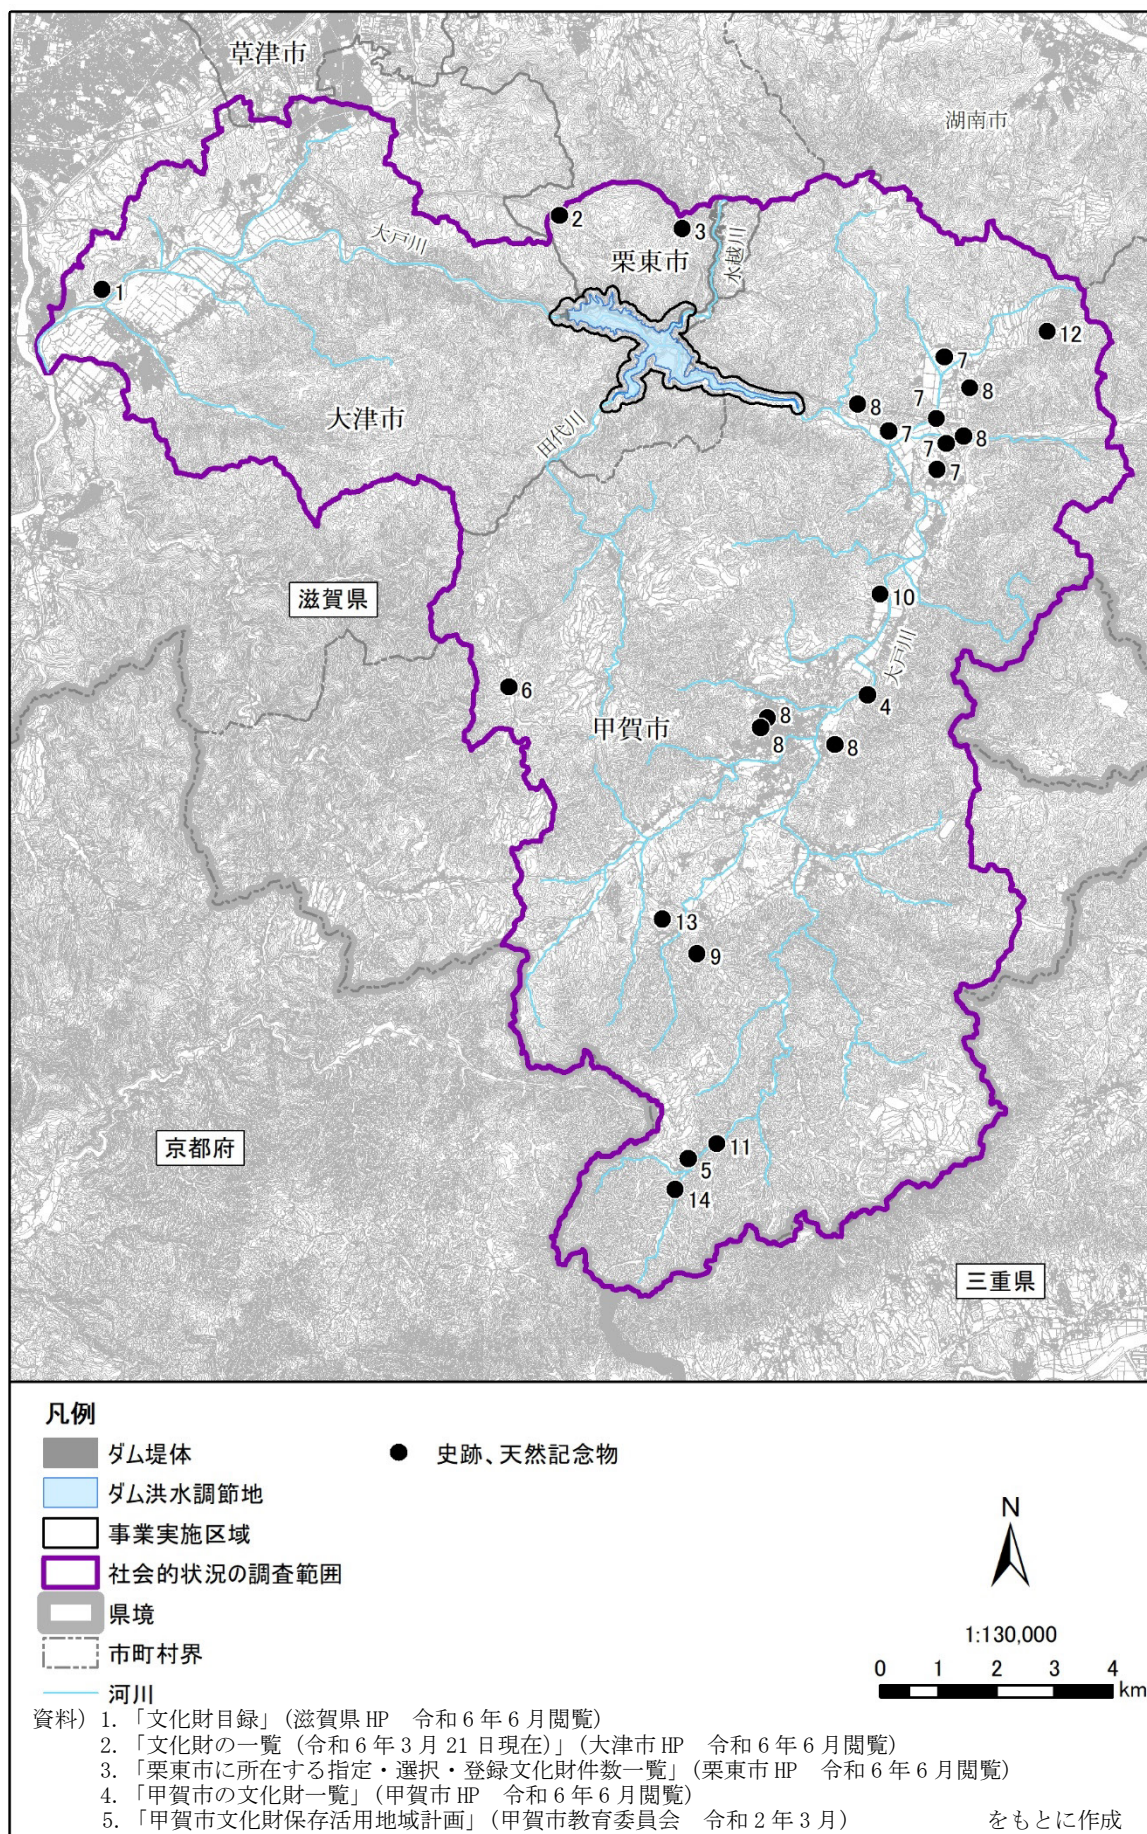 草津市
湖南市
2
3
大戸川
栗東市
水越川
1
12
7
8
7
8
大津市
7
8
7
田代川
7
滋賀県
10
大戸川
6
4
甲賀市
8
8
8
13
9
京都府
11
5
14
三重県
凡例
ダム堤体
史跡、天然記念物
ダム洪水調節地
事業実施区域
社会的状況の調査範囲
県境
市町村界
河川
N
1:130,000
0 1 2 3 4
km
資料) 1. 「文化財目録」(滋賀県 HP 令和 6 年 6 月閲覧)
2. 「文化財の一覧(令和 6 年 3 月 21 日現在)」(大津市 HP 令和 6 年 6 月閲覧)
3. 「栗東市に所在する指定・選択・登録文化財件数一覧」(栗東市 HP 令和 6 年 6 月閲覧)
4. 「甲賀市の文化財一覧」(甲賀市 HP 令和 6 年 6 月閲覧)
5. 「甲賀市文化財保存活用地域計画」(甲賀市教育委員会 令和 2 年 3 月) をもとに作成